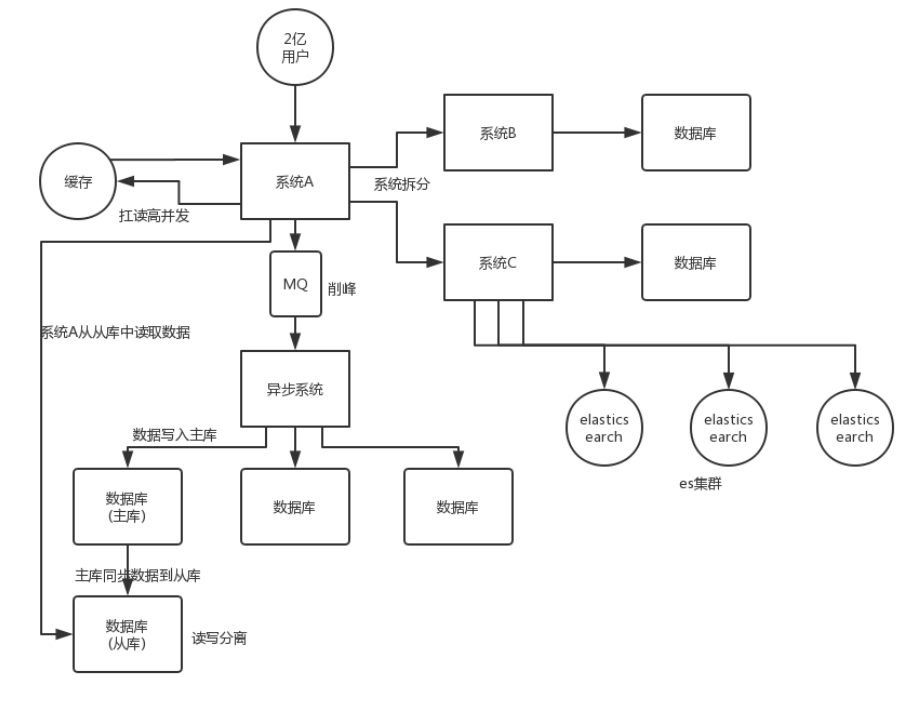 2亿
用户
缓存
扛读高并发
系统A
系统拆分
系统B
数据库
系统C
数据库
MQ
削峰
系统A从从库中读取数据
异步系统
elastics
earch
elastics
earch
elastics
earch
es集群
数据写入主库
数据库
(主库)
数据库
数据库
主库同步数据到从库
数据库
(从库)
读写分离